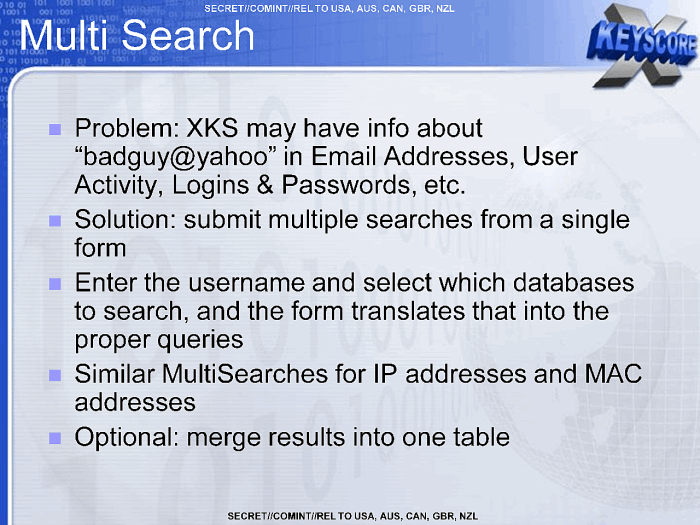 SECRET//COMINT//REL TO USA, AUS, CAN, GBR, NZL
Multi Search
X
KEYSCORE
Problem: XKS may have info about
“badguy@yahoo” in Email Addresses, User
Activity, Logins & Passwords, etc.
Solution: submit multiple searches from a single
form
Enter the username and select which databases
to search, and the form translates that into the
proper queries
Similar MultiSearches for IP addresses and MAC
addresses
Optional: merge results into one table
SECRET//COMINT//REL TO USA, AUS, CAN, GBR, NZL